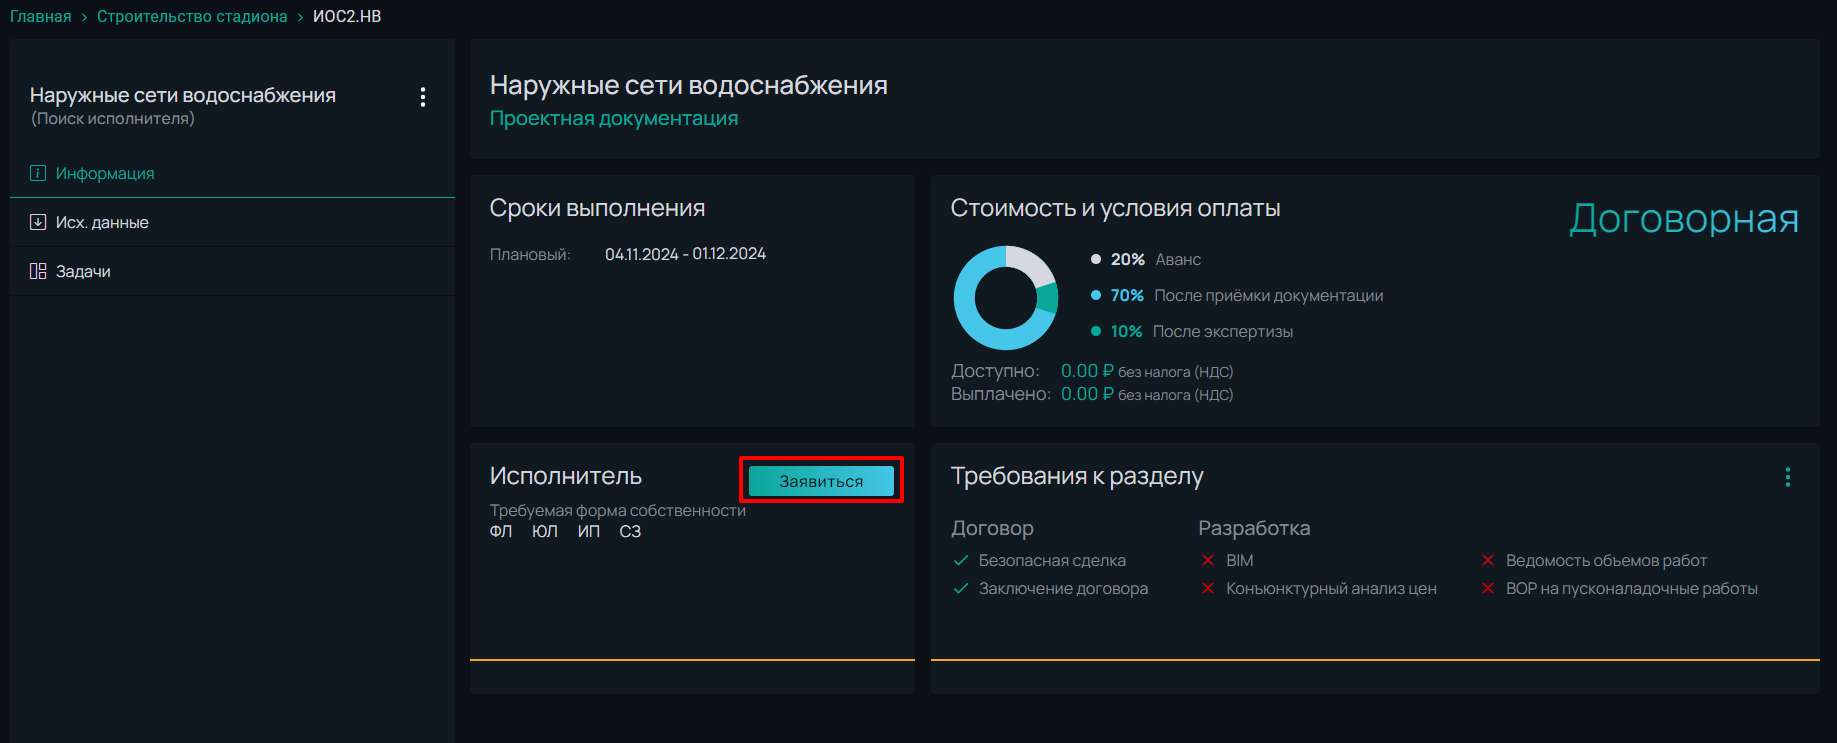 Главная › Строительство стадиона › ИОС2.НВ
Наружные сети водоснабжения
(Поиск исполнителя)
Информация
Исх. данные
Задачи
Наружные сети водоснабжения
Проектная документация
Сроки выполнения
Плановый: 04.11.2024 - 01.12.2024
Стоимость и условия оплаты
Договорная
20% Аванс
70% После приёмки документации
10% После экспертизы
Доступно: 0.00 ₽ без налога (НДС)
Выплачено: 0.00 ₽ без налога (НДС)
Исполнитель
Заявиться
Требуемая форма собственности
ФЛ ЮЛ ИП СЗ
Требования к разделу
Договор
Безопасная сделка
Заключение договора
Разработка
BIM
Конъюнктурный анализ цен
Ведомость объемов работ
ВОР на пусконаладочные работы